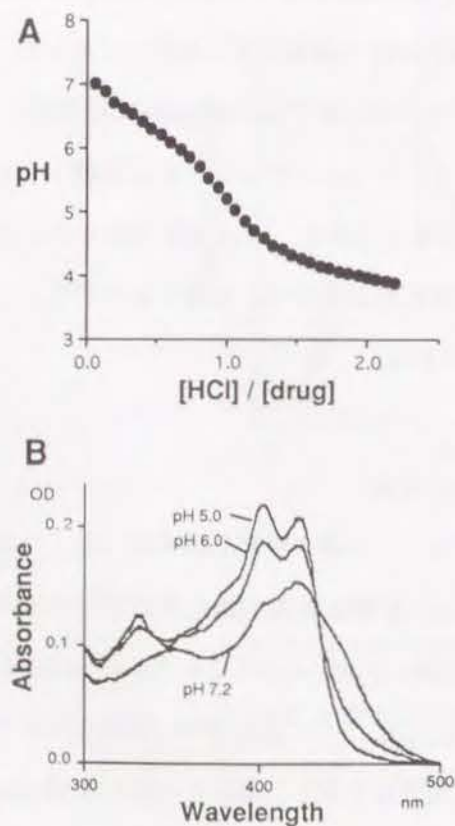 A
8
7
6
pH
5
4
3
0.0 1.0 2.0
[HCl] / [drug]
B
OD
0.2
pH 5.0
pH 6.0
Absorbance
0.1
pH 7.2
0.0
300 400 500
nm
Wavelength